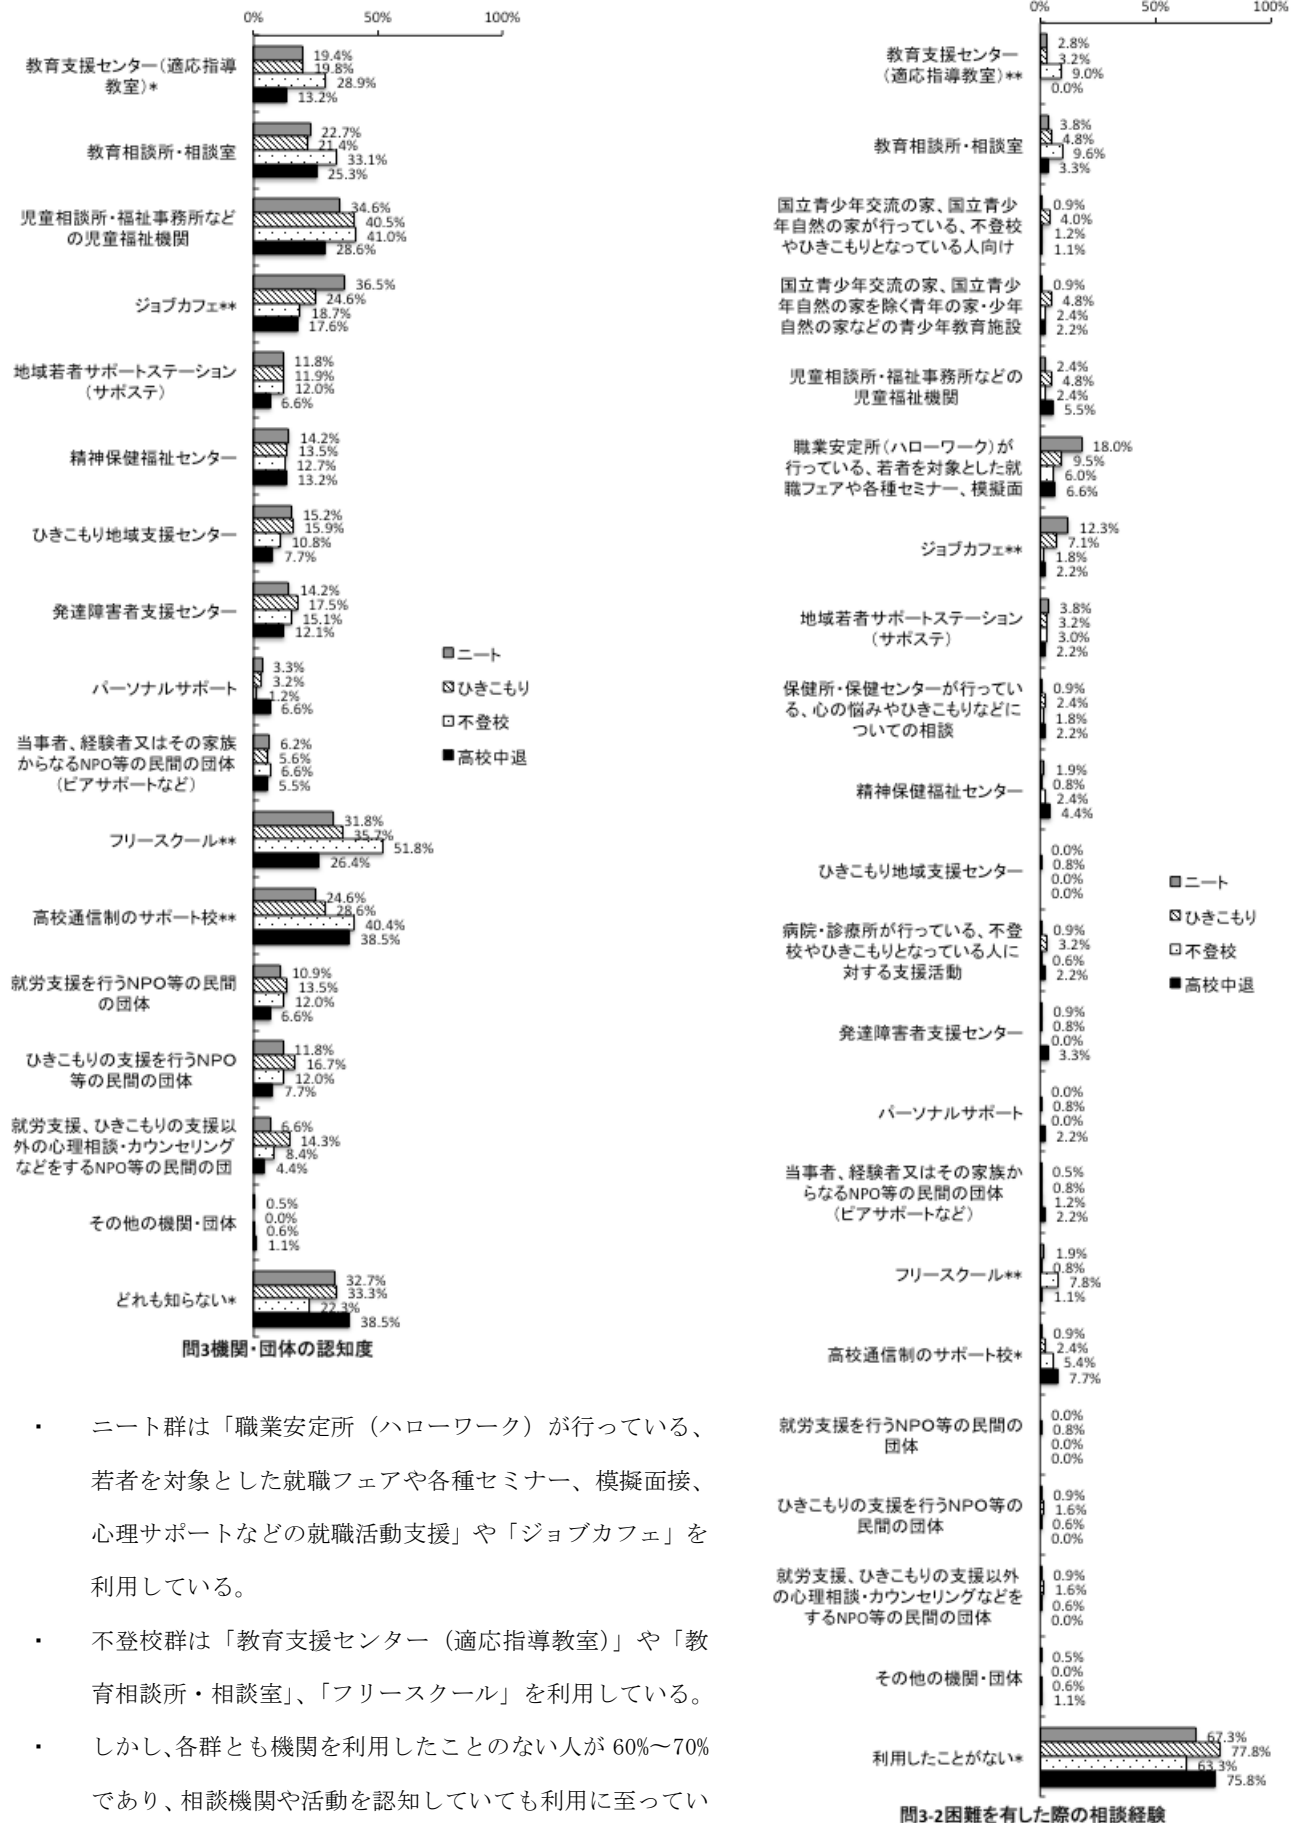 0%
50%
100%
教育支援センター(適応指導
教室)*
19.4%
19.8%
28.9%
13.2%
教育相談所・相談室
22.7%
21.4%
33.1%
25.3%
児童相談所・福祉事務所など
の児童福祉機関
34.6%
40.5%
41.0%
28.6%
ジョブカフェ**
36.5%
24.6%
18.7%
17.6%
地域若者サポートステーション
(サポステ)
11.8%
11.9%
12.0%
6.6%
精神保健福祉センター
14.2%
13.5%
12.7%
13.2%
ひきこもり地域支援センター
15.2%
15.9%
10.8%
7.7%
発達障害者支援センター
14.2%
17.5%
15.1%
12.1%
パーソナルサポート
3.3%
3.2%
1.2%
6.6%
当事者、経験者又はその家族
からなるNPO等の民間の団体
(ピアサポートなど)
6.2%
5.6%
6.6%
5.5%
フリースクール**
31.8%
35.7%
51.8%
26.4%
高校通信制のサポート校**
24.6%
28.6%
40.4%
38.5%
就労支援を行うNPO等の民間
の団体
10.9%
13.5%
12.0%
6.6%
ひきこもりの支援を行うNPO
等の民間の団体
11.8%
16.7%
12.0%
7.7%
就労支援、ひきこもりの支援以
外の心理相談・カウンセリング
などをするNPO等の民間の団
6.6%
14.3%
8.4%
4.4%
その他の機関・団体
0.5%
0.0%
0.6%
1.1%
どれも知らない*
32.7%
33.3%
22.3%
38.5%
ニート
ひきこもり
不登校
高校中退
問3機関・団体の認知度
・ ニート群は「職業安定所（ハローワーク）が行っている、
若者を対象とした就職フェアや各種セミナー、模擬面接、
心理サポートなどの就職活動支援」や「ジョブカフェ」を
利用している。
・ 不登校群は「教育支援センター（適応指導教室）」や「教
育相談所・相談室」、「フリースクール」を利用している。
・ しかし、各群とも機関を利用したことのない人が 60%～70%
であり、相談機関や活動を認知していても利用に至ってい
0%
50%
100%
教育支援センター
(適応指導教室)**
2.8%
3.2%
9.0%
0.0%
教育相談所・相談室
3.8%
4.8%
9.6%
3.3%
国立青少年交流の家、国立青少
年自然の家が行っている、不登校
やひきこもりとなっている人向け
0.9%
4.0%
1.2%
1.1%
国立青少年交流の家、国立青少
年自然の家を除く青年の家・少年
自然の家などの青少年教育施設
0.9%
4.8%
2.4%
2.2%
児童相談所・福祉事務所などの
児童福祉機関
2.4%
4.8%
2.4%
5.5%
職業安定所(ハローワーク)が
行っている、若者を対象とした就
職フェアや各種セミナー、模擬面
18.0%
9.5%
6.0%
6.6%
ジョブカフェ**
12.3%
7.1%
1.8%
2.2%
地域若者サポートステーション
(サポステ)
3.8%
3.2%
3.0%
2.2%
保健所・保健センターが行ってい
る、心の悩みやひきこもりなどに
ついての相談
0.9%
2.4%
1.8%
2.2%
精神保健福祉センター
1.9%
0.8%
2.4%
4.4%
ひきこもり地域支援センター
0.0%
0.8%
0.0%
0.0%
病院・診療所が行っている、不登
校やひきこもりとなっている人に
対する支援活動
0.9%
3.2%
0.6%
2.2%
発達障害者支援センター
0.9%
0.8%
0.0%
3.3%
パーソナルサポート
0.0%
0.8%
0.0%
2.2%
当事者、経験者又はその家族か
らなるNPO等の民間の団体
(ピアサポートなど)
0.5%
0.8%
1.2%
2.2%
フリースクール**
1.9%
0.8%
7.8%
1.1%
高校通信制のサポート校*
0.9%
2.4%
5.4%
7.7%
就労支援を行うNPO等の民間の
団体
0.0%
0.8%
0.0%
0.0%
ひきこもりの支援を行うNPO等の
民間の団体
0.9%
1.6%
0.6%
0.0%
就労支援、ひきこもりの支援以外
の心理相談・カウンセリングなどを
するNPO等の民間の団体
0.9%
1.6%
0.6%
0.0%
その他の機関・団体
0.5%
0.0%
0.6%
1.1%
利用したことがない*
67.3%
77.8%
63.3%
75.8%
ニート
ひきこもり
不登校
高校中退
問3-2困難を有した際の相談経験